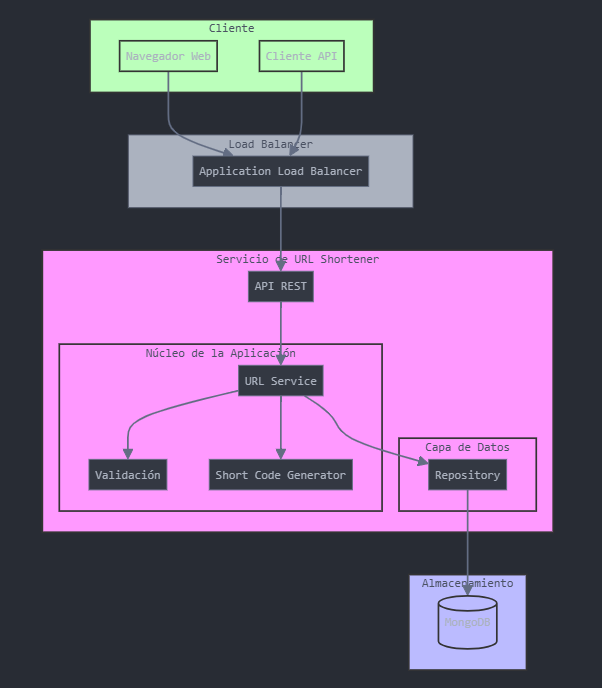 Cliente
Navegador Web
Cliente API
Load Balancer
Application Load Balancer
Servicio de URL Shortener
API REST
Núcleo de la Aplicación
URL Service
Capa de Datos
Validación
Short Code Generator
Repository
Almacenamiento
MongoDB